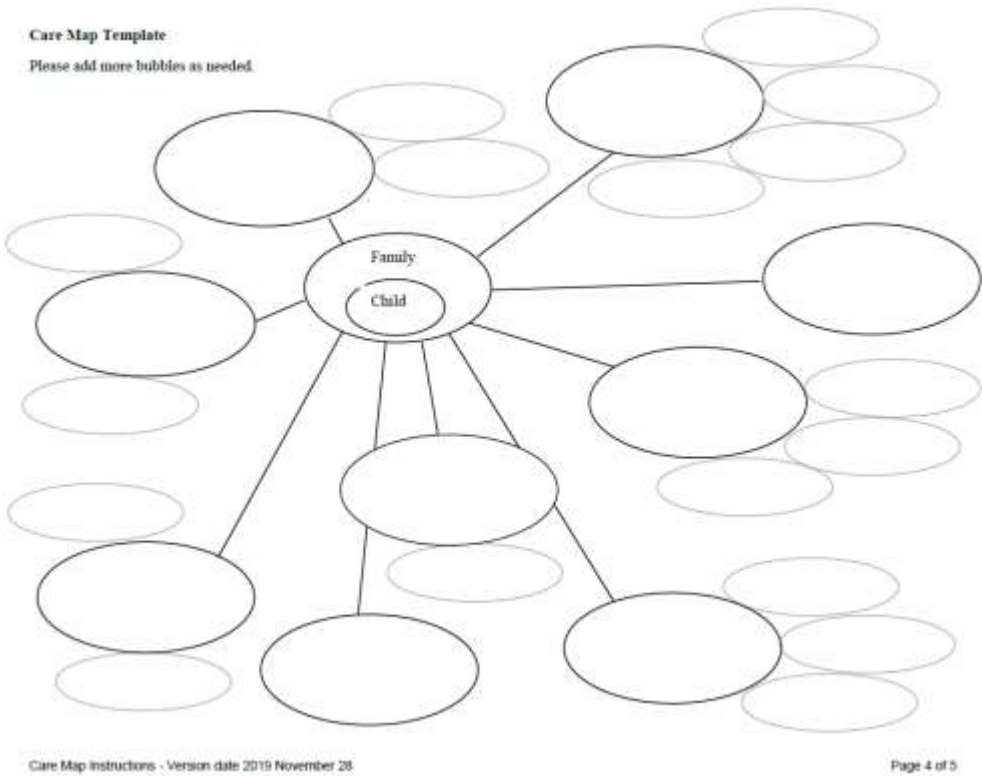 Care Map Template
Please add more bubbles as needed.
Family
Child
Care Map Instructions - Version date 2019 November 28
Page 4 of 5